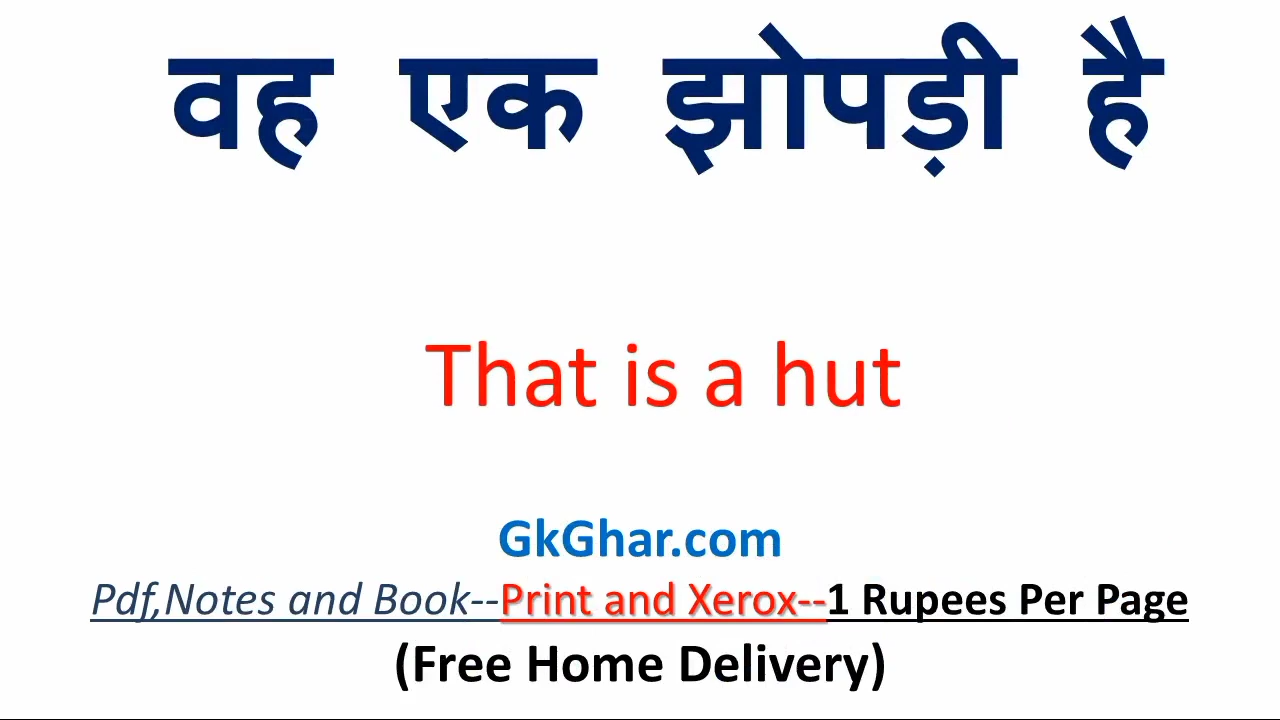 वह एक झोपड़ी है
That is a hut
GkGhar.com
Pdf,Notes and Book--Print and Xerox--1 Rupees Per Page
(Free Home Delivery)